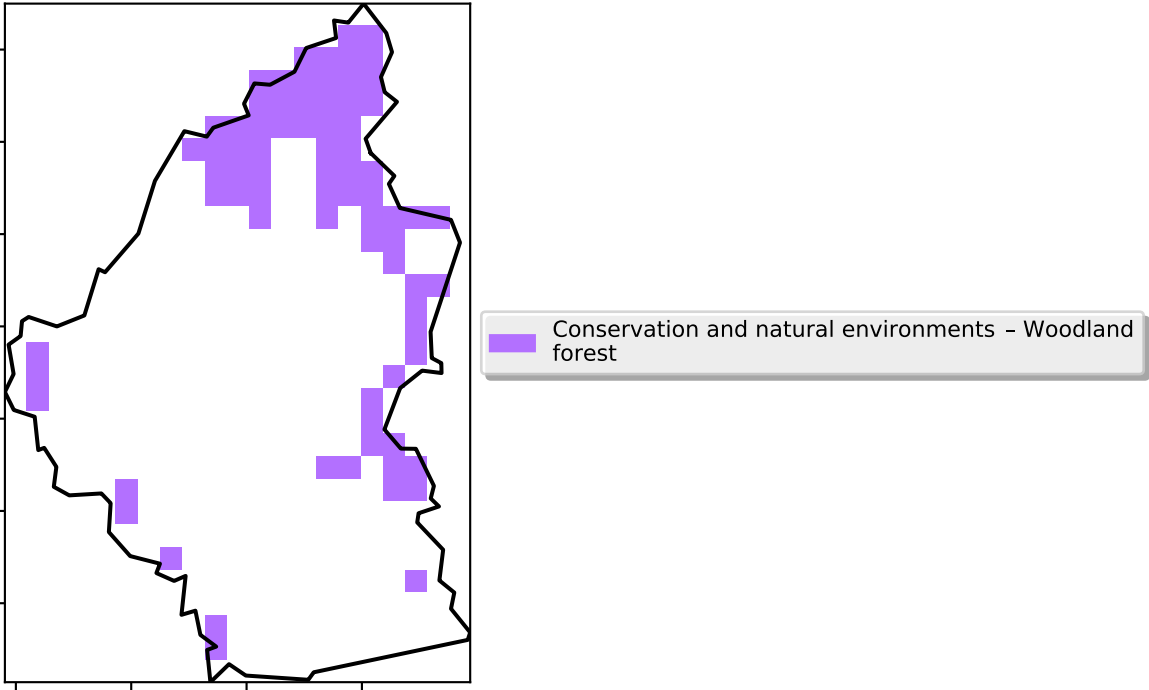 Conservation and natural environments – Woodland
forest